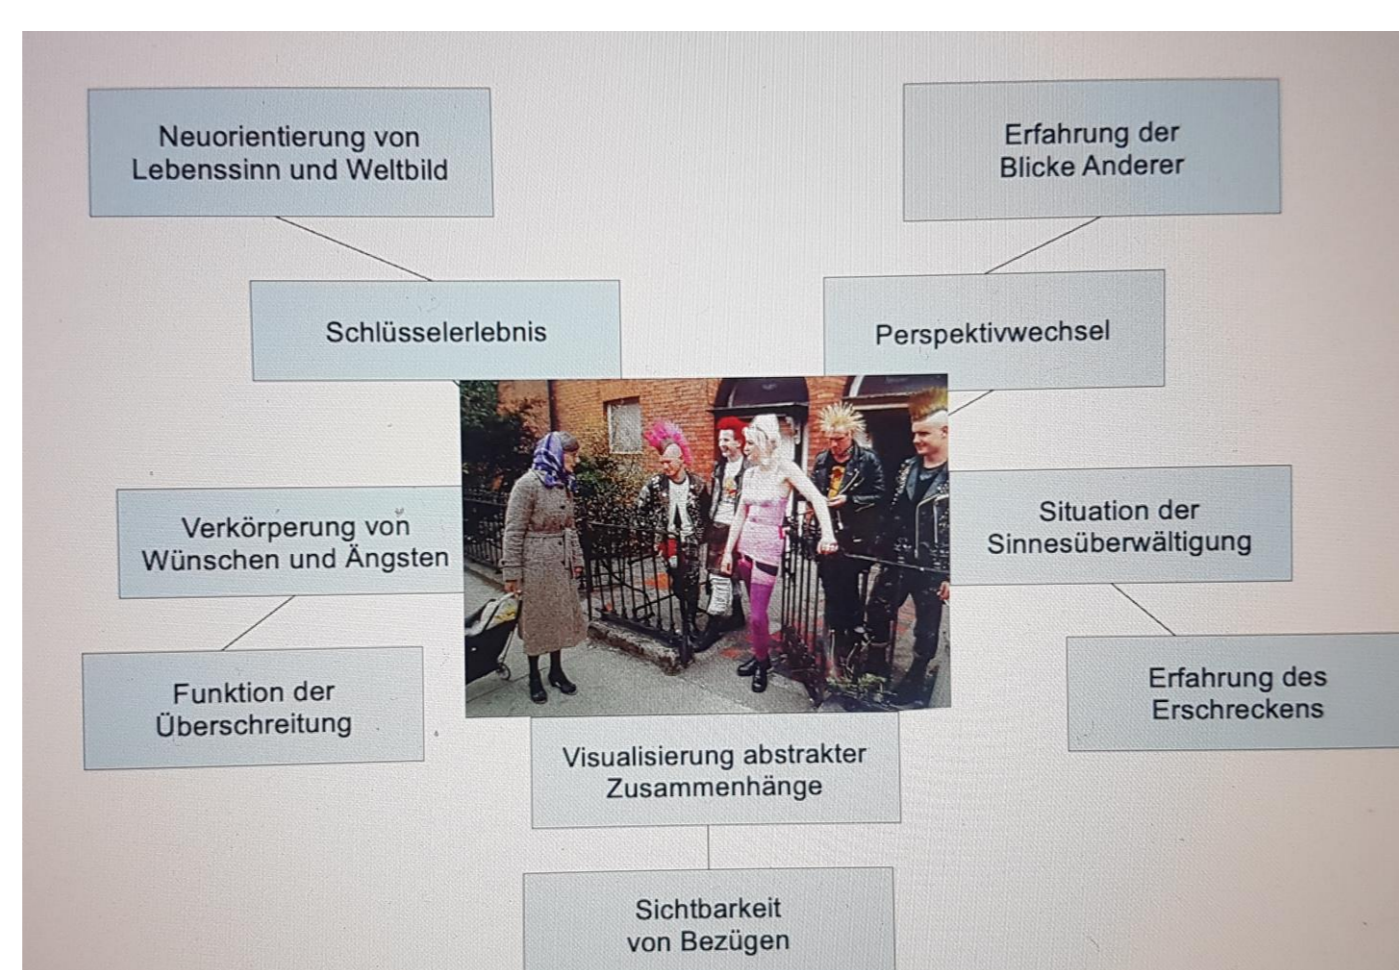 Neuorientierung von
Lebenssinn und Weltbild
Erfahrung der
Blicke Anderer
Schlüsselerlebnis
Perspektivwechsel
Verkörperung von
Wünschen und Ängsten
Situation der
Sinnesüberwältigung
Funktion der
Überschreitung
Erfahrung des
Erschreckens
Visualisierung abstrakter
Zusammenhänge
Sichtbarkeit
von Bezügen